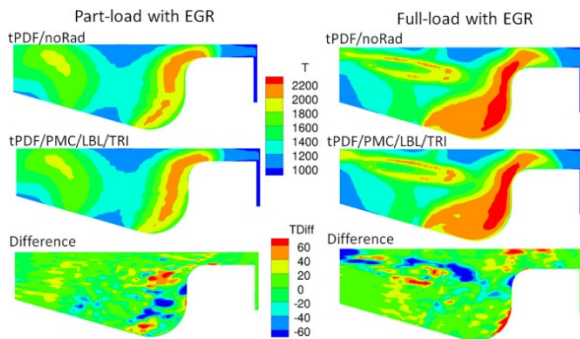 Part-load with EGR
Full-load with EGR
tPDF/noRad
tPDF/noRad
T
2200
2000
1800
1600
1400
1200
1000
tPDF/PMC/LBL/TRI
tPDF/PMC/LBL/TRI
Difference
Difference
TDiff
60
40
20
0
-20
-40
-60